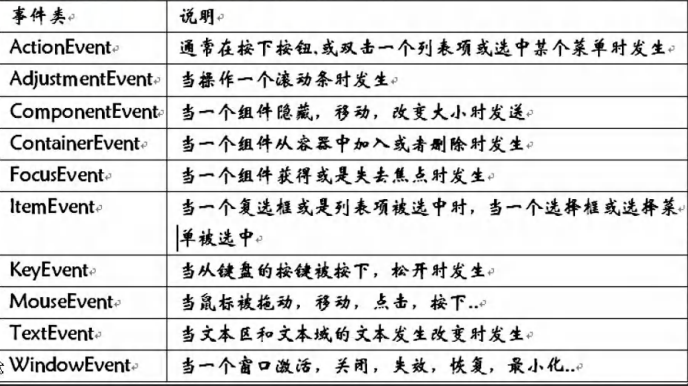 事件类 说明
ActionEvent 通常在按下按钮,或双击一个列表项或选中某个菜单时发生
AdjustmentEvent 当操作一个滚动条时发生
ComponentEvent 当一个组件隐藏，移动，改变大小时发送
ContainerEvent 当一个组件从容器中加入或者删除时发生
FocusEvent 当一个组件获得或是失去焦点时发生
ItemEvent 当一个复选框或是列表项被选中时，当一个选择框或选择菜
单被选中
KeyEvent 当从键盘的按键被按下，松开时发生
MouseEvent 当鼠标被拖动，移动，点击，按下..
TextEvent 当文本区和文本域的文本发生改变时发生
WindowEvent 当一个窗口激活，关闭，失效，恢复，最小化..